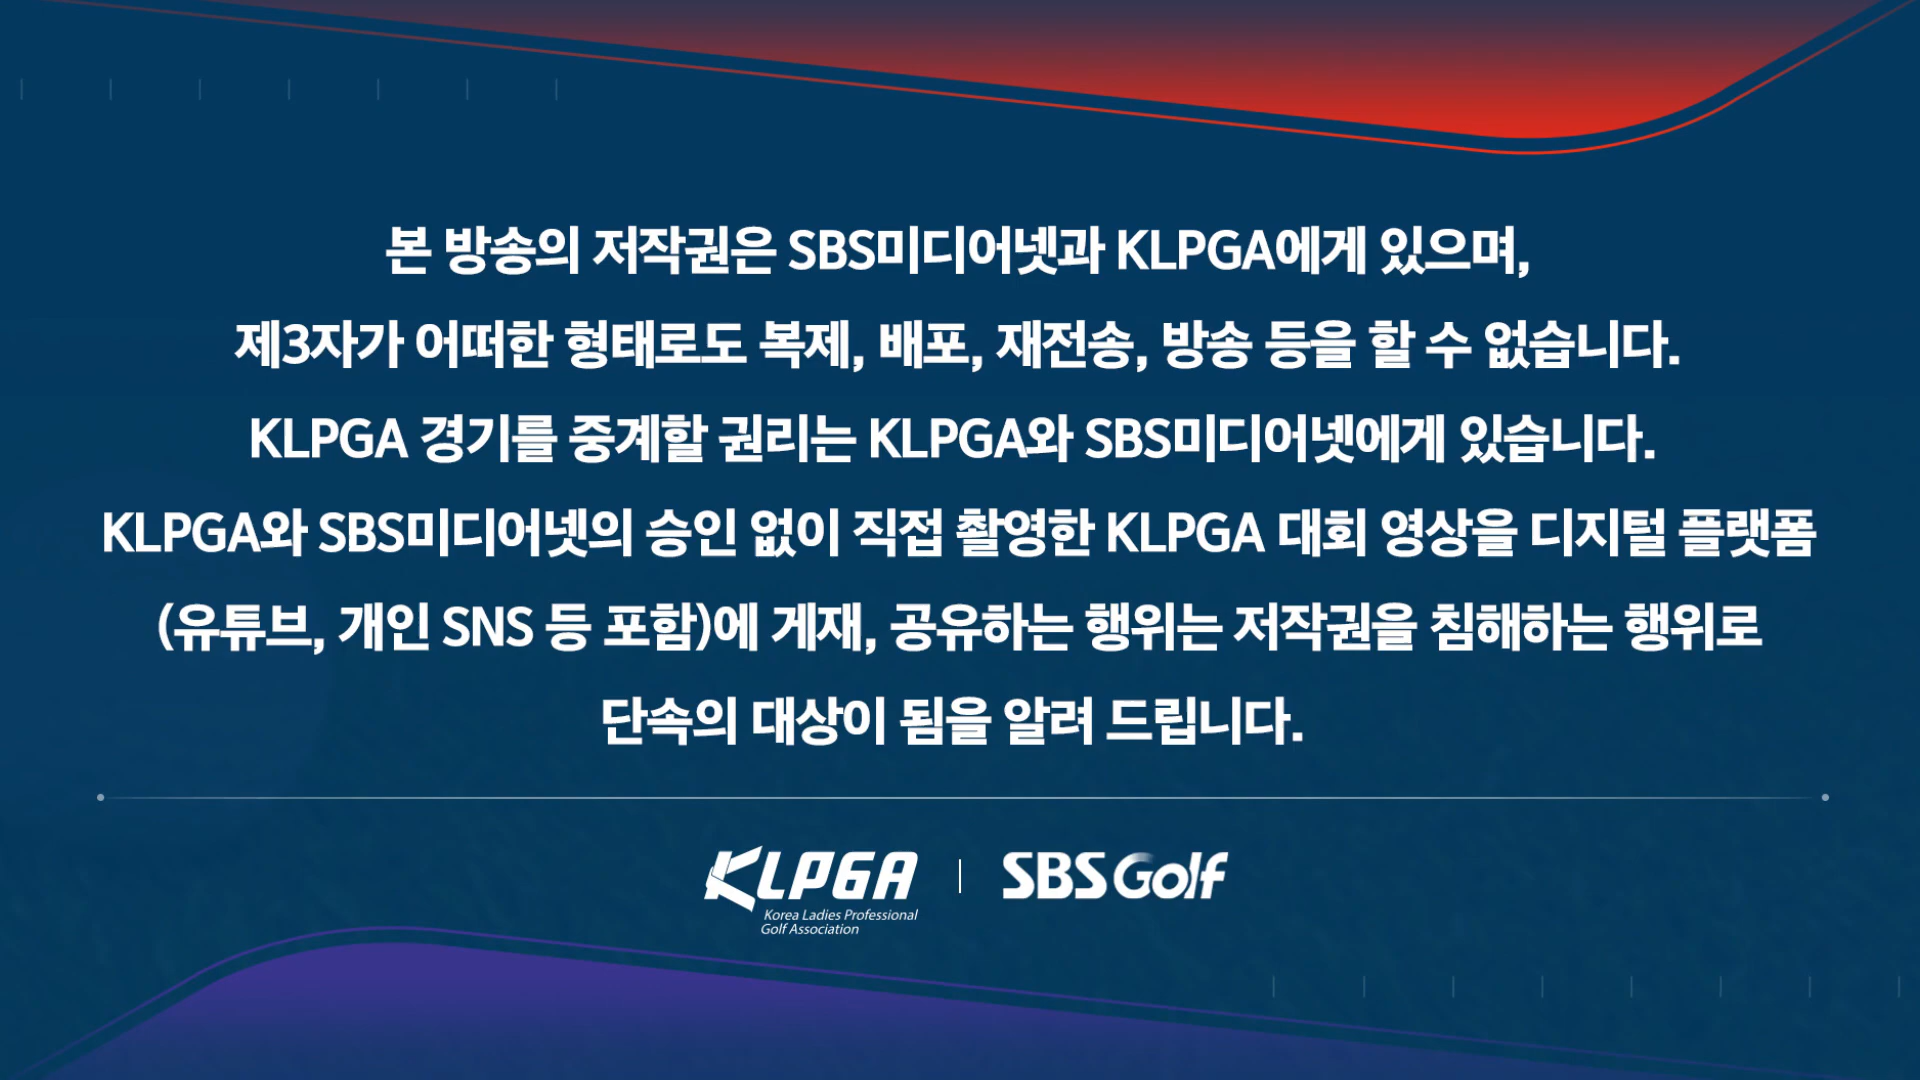 본 방송의 저작권은 SBS미디어넷과 KLPGA에게 있으며,
제3자가 어떠한 형태로도 복제, 배포, 재전송, 방송 등을 할 수 없습니다.
KLPGA 경기를 중계할 권리는 KLPGA와 SBS미디어넷에게 있습니다.
KLPGA와 SBS미디어넷의 승인 없이 직접 촬영한 KLPGA 대회 영상을 디지털 플랫폼
(유튜브, 개인 SNS 등 포함)에 게재, 공유하는 행위는 저작권을 침해하는 행위로
단속의 대상이 됨을 알려 드립니다.
KLPGA
Korea Ladies Professional
Golf Association
SBS Golf